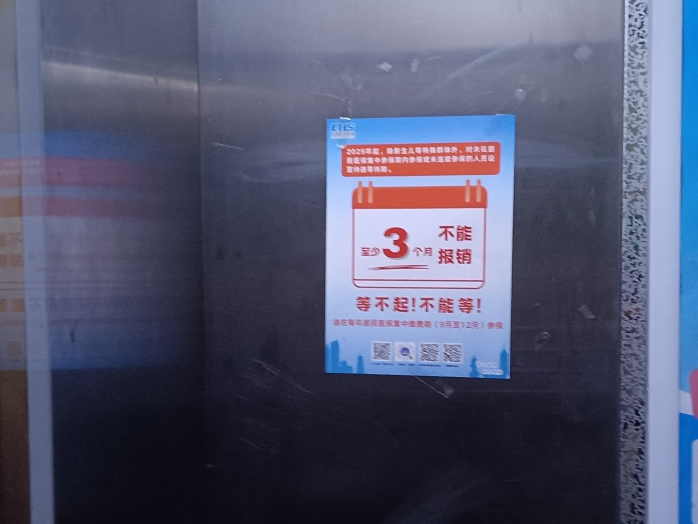 2025年起，除新生儿等特殊群体外，对未在居
民医保集中参保期内参保或未连续参保的人员设
置待遇等待期。
至少3个月
不能
报销
等不起！不能等！
请在每年居民医保集中缴费期（9月至12月）参保